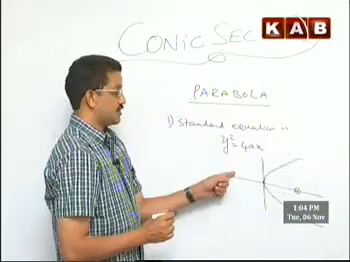 CONIC SEC
KAB
PARABOLA
1) Standard equation is
y² = 4ax
S
1:04 PM
Tue, 06 Nov